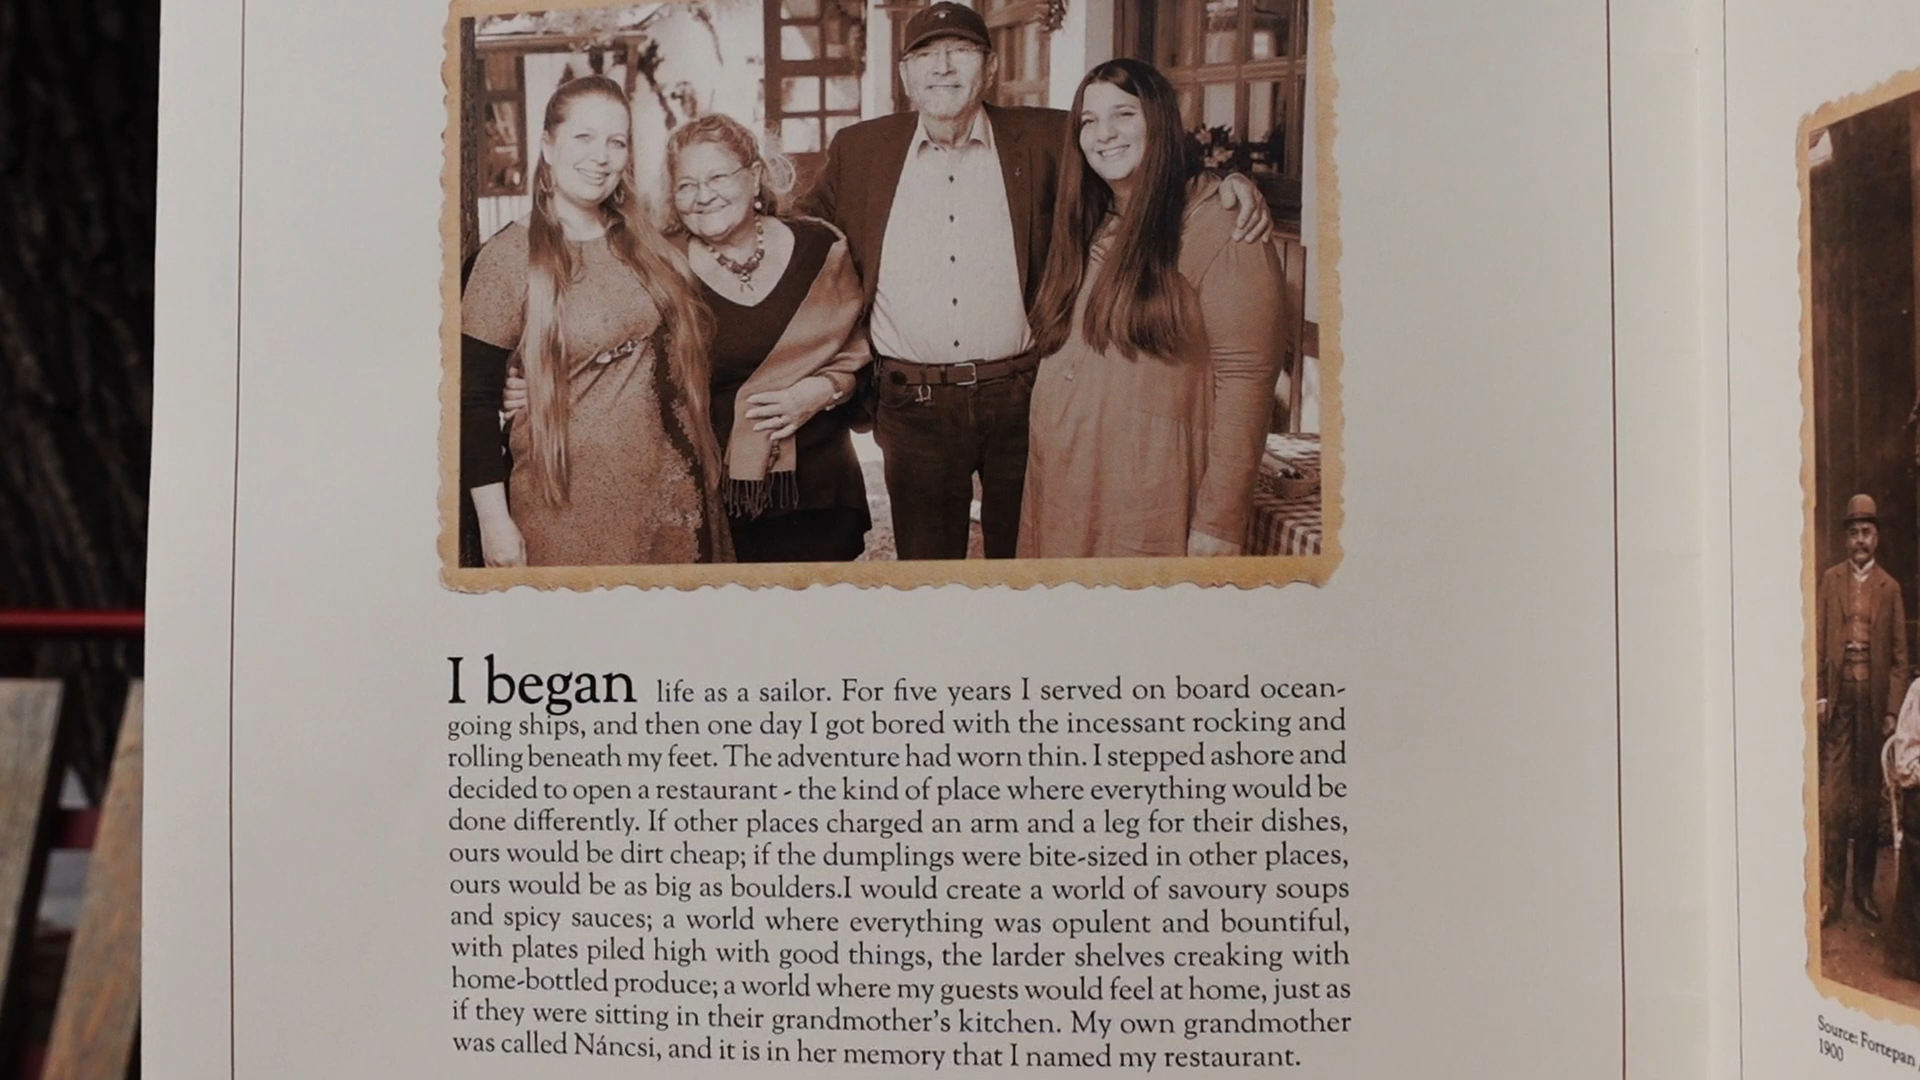 I began life as a sailor. For five years I served on board ocean-
going ships, and then one day I got bored with the incessant rocking and
rolling beneath my feet. The adventure had worn thin. I stepped ashore and
decided to open a restaurant - the kind of place where everything would be
done differently. If other places charged an arm and a leg for their dishes,
ours would be dirt cheap; if the dumplings were bite-sized in other places,
ours would be as big as boulders.I would create a world of savoury soups
and spicy sauces; a world where everything was opulent and bountiful,
with plates piled high with good things, the larder shelves creaking with
home-bottled produce; a world where my guests would feel at home, just as
if they were sitting in their grandmother's kitchen. My own grandmother
was called Náncsi, and it is in her memory that I named my restaurant.
Source: Fortepan
1900